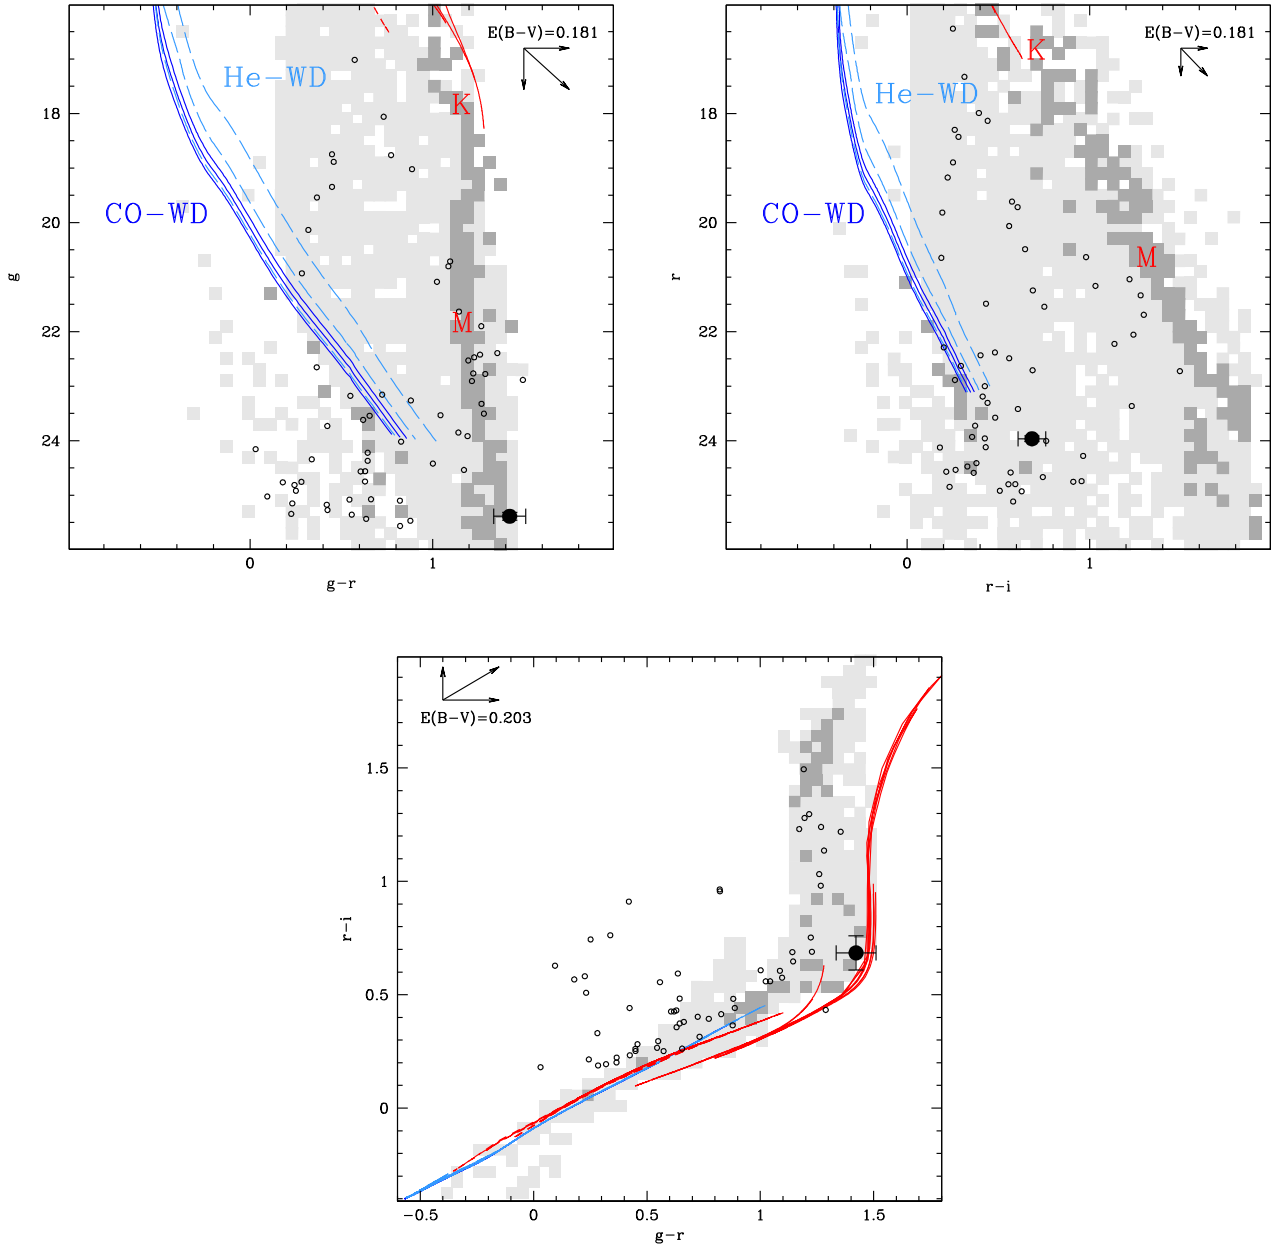 E(B-V)=0.181
He-WD
K
18
CO-WD
20
g
M
22
24
0
1
g-r
E(B-V)=0.181
K
He-WD
18
CO-WD
20
M
r
22
24
0
1
r-i
E(B-V)=0.203
1.5
1
r-i
0.5
0
-0.5
0
0.5
1
1.5
g-r